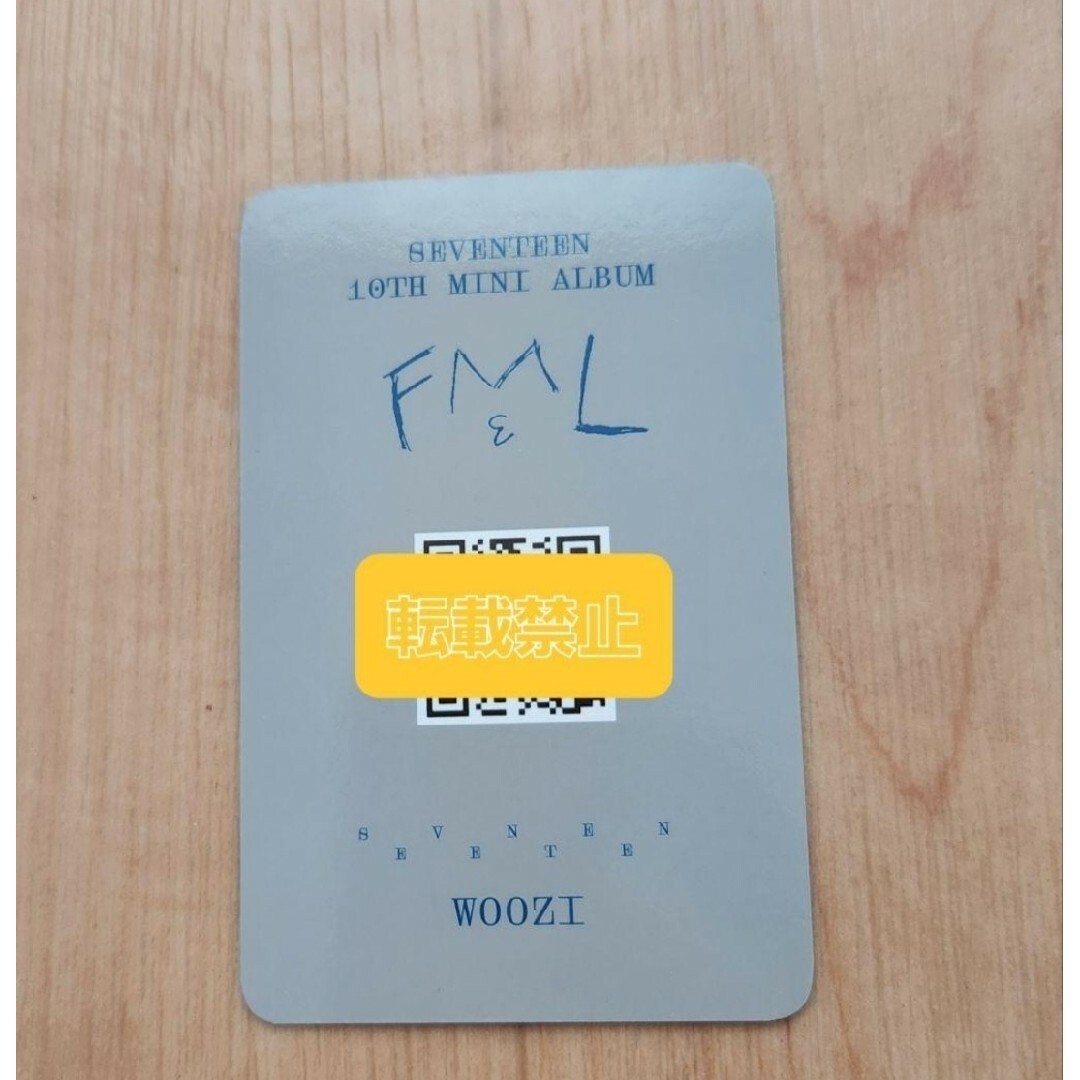 SEVENTEEN
10TH MINI ALBUM
FML
転載禁止
SEVENTEEN
WOOZI